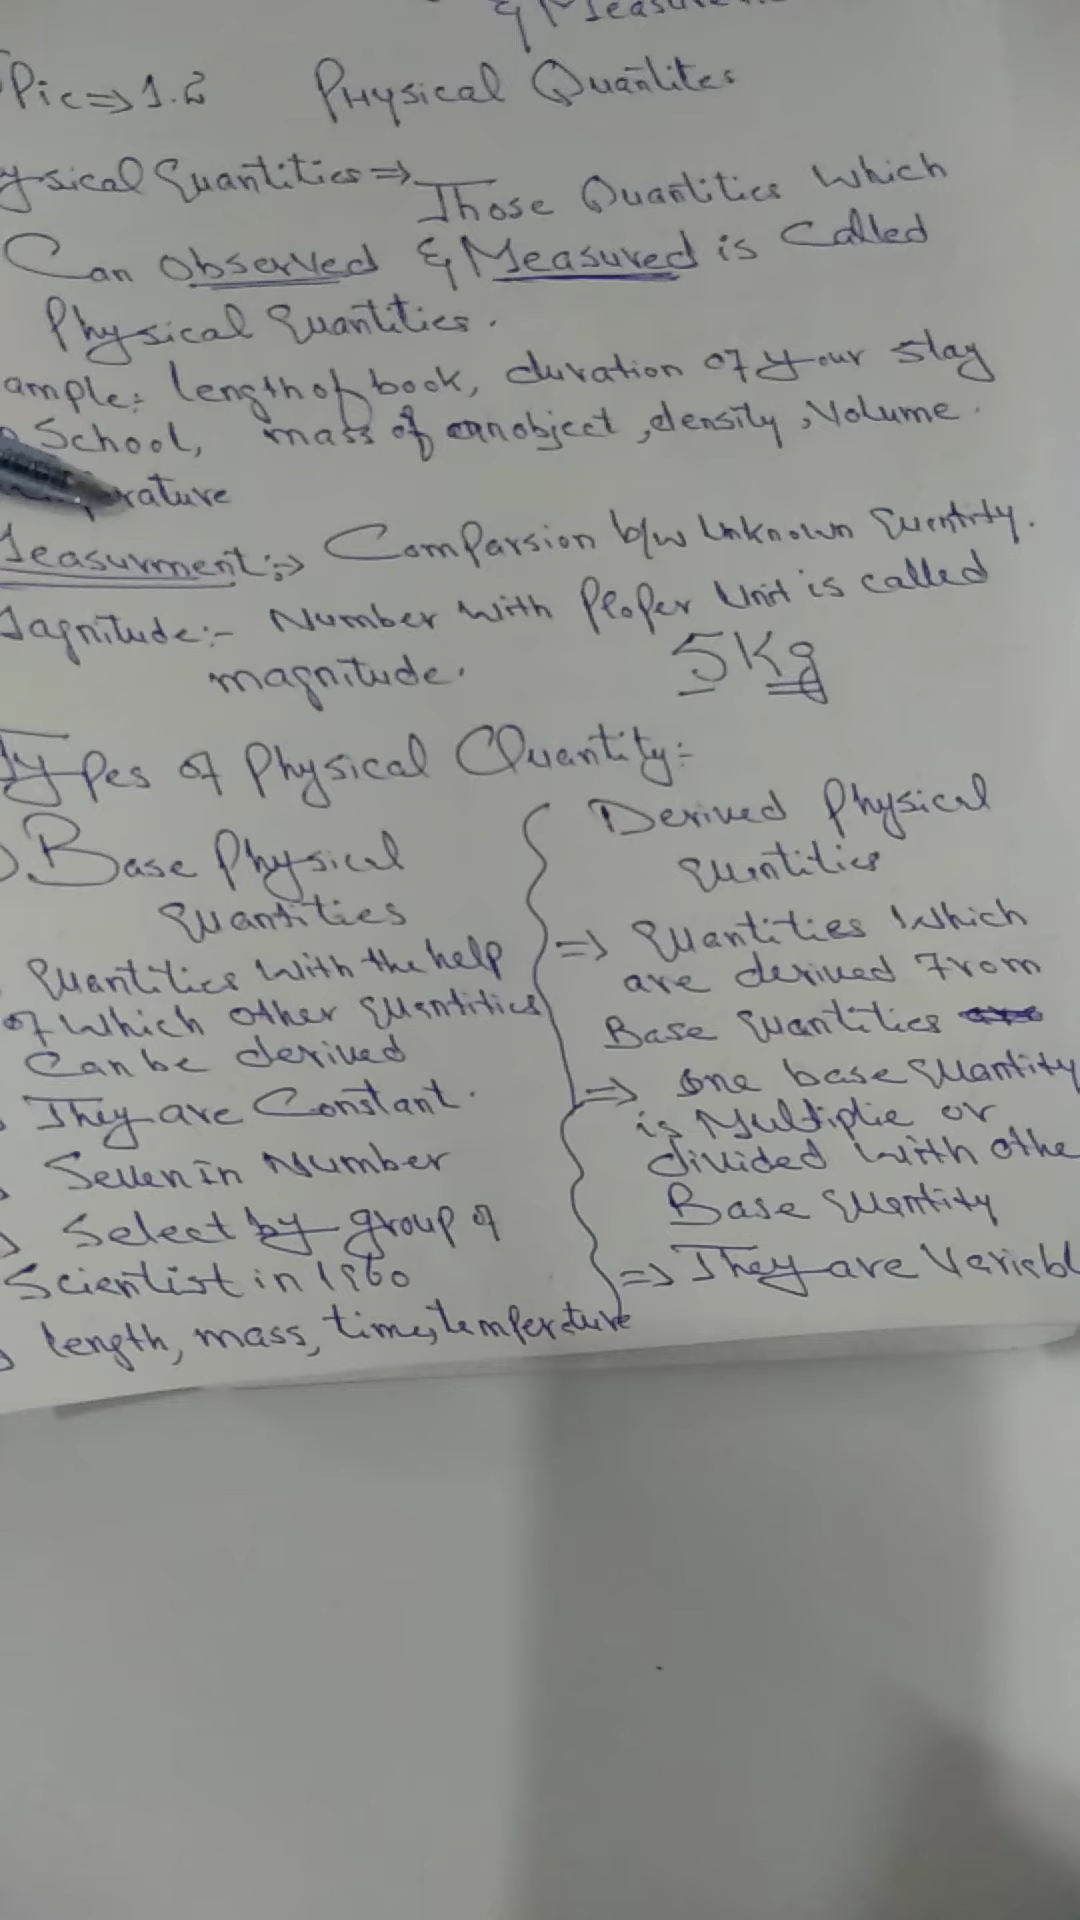 & Measure
Pic => 1.2 Physical Quantites
ysical Quantities => Those Quantities which
Can observed & Measured is Called
Physical Quantities.
ample: length of book, duration of your stay
School, mass of an object, density, Volume.
rature
Measurment:=> Comparsion b/w Unknown Quentity.
Magnitude:- Number with Proper Unit is called
magnitude. 5Kg
Types of Physical Quantity:-
Base Physical
Quantities
Quantities with the help
of which other Quantities
Can be derived
They are Constant.
Seven in Number
Select by group of
Scientist in 1960
length, mass, time, temperature
Derived Physical
Quantities
=> Quantities which
are derived from
Base Quantities
=> one base Quantity
is Multiplie or
divided with othe
Base Quantity
=> They are Variabl